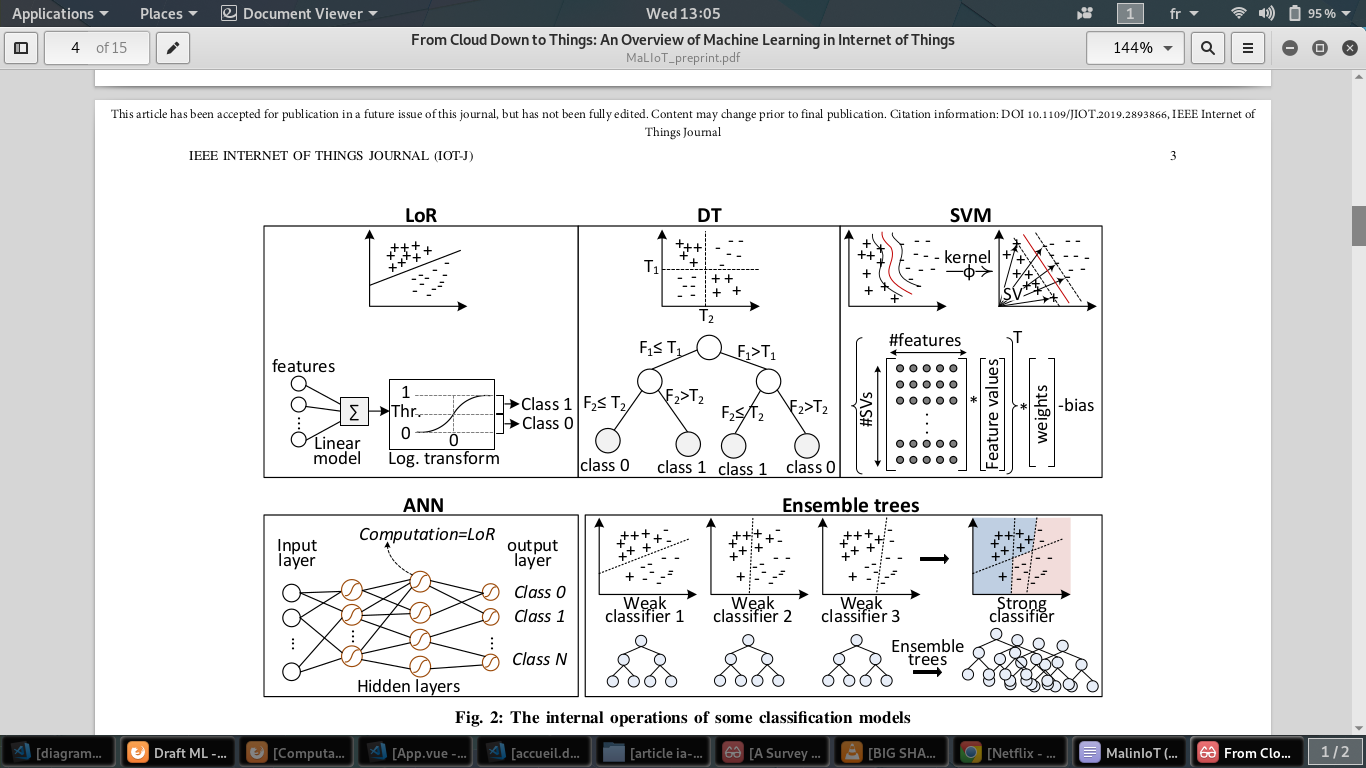 Applications
Places
Document Viewer
Wed 13:05
1
fr
95 %
4 of 15
From Cloud Down to Things: An Overview of Machine Learning in Internet of Things
MaLIoT_preprint.pdf
144%
This article has been accepted for publication in a future issue of this journal, but has not been fully edited. Content may change prior to final publication. Citation information: DOI 10.1109/JIOT.2019.2893866, IEEE Internet of
Things Journal
IEEE INTERNET OF THINGS JOURNAL (IOT-J)
3
LoR
features
∑
Linear
model
1
Thr.
0
0
Log. transform
Class 1
Class 0
DT
T1
T2
F1≤ T1
F1>T1
F2≤ T2
F2>T2
F2≤ T2
F2>T2
class 0
class 1
class 1
class 0
SVM
kernel
ϕ
SV
#features
T
#SVs
*
Feature values
*
weights
-bias
ANN
Computation=LoR
Input
layer
output
layer
Class 0
Class 1
Class N
Hidden layers
Ensemble trees
Weak
classifier 1
Weak
classifier 2
Weak
classifier 3
Strong
classifier
Ensemble
trees
Fig. 2: The internal operations of some classification models
[diagram...
Draft ML -...
[Computa...
[App.vue -...
[accueil.d...
[article ia-...
[A Survey ...
[BIG SHA...
[Netflix - ...
MalinIoT (...
From Clo...
1 / 2